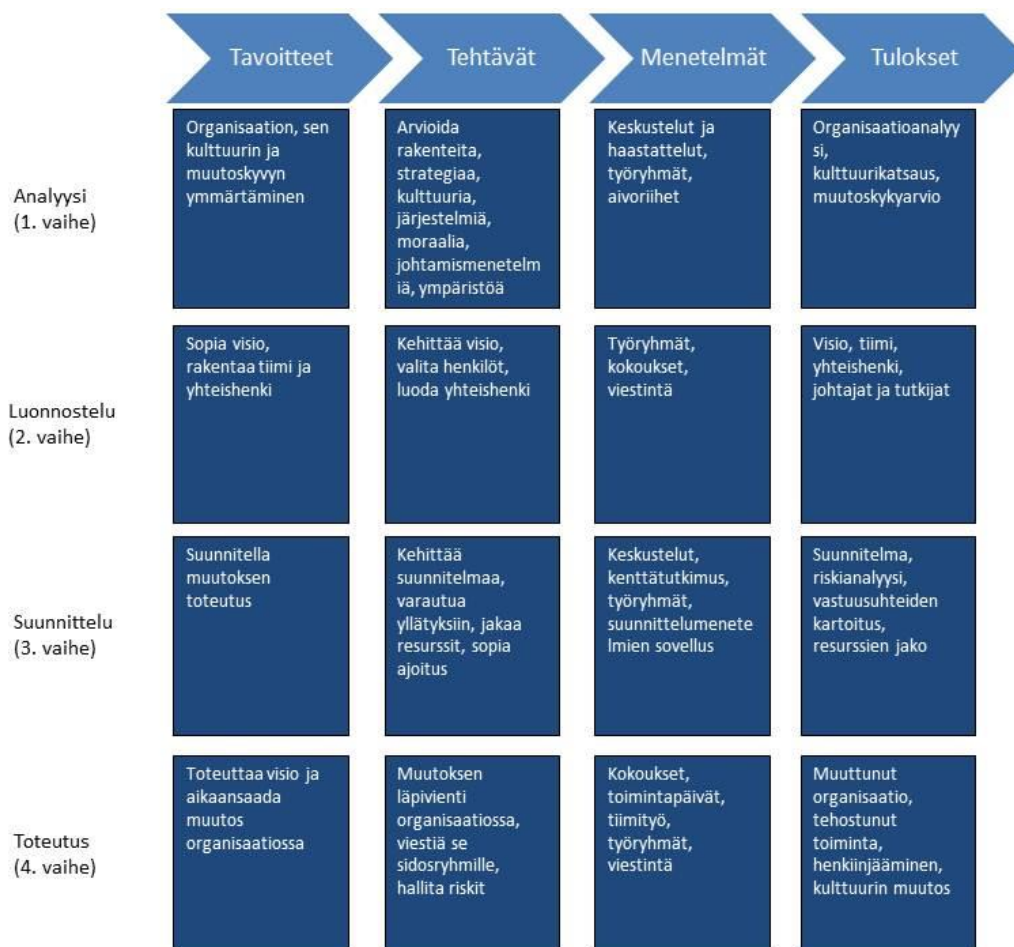 Tavoitteet
Tehtävät
Menetelmät
Tulokset
Analyysi
(1. vaihe)
Organisaation, sen
kulttuurin ja
muutoskyvyn
ymmärtäminen
Arvioida
rakenteita,
strategiaa,
kulttuuria,
järjestelmiä,
moraalia,
johtamismenetelm
iä, ympäristöä
Keskustelut ja
haastattelut,
työryhmät,
aivoriihet
Organisaatioanalyy
si,
kulttuurikatsaus,
muutoskykyarvio
Luonnostelu
(2. vaihe)
Sopia visio,
rakentaa tiimi ja
yhteishenki
Kehittää visio,
valita henkilöt,
luoda yhteishenki
Työryhmät,
kokoukset,
viestintä
Visio, tiimi,
yhteishenki,
johtajat ja tutkijat
Suunnittelu
(3. vaihe)
Suunnitella
muutoksen
toteutus
Kehittää
suunnitelmaa,
varautua
yllätyksiin, jakaa
resurssit, sopia
ajoitus
Keskustelut,
kenttätutkimus,
työryhmät,
suunnittelumenete
lmien sovellus
Suunnitelma,
riskianalyysi,
vastuusuhteiden
kartoitus,
resurssien jako
Toteutus
(4. vaihe)
Toteuttaa visio ja
aikaansaada
muutos
organisaatiossa
Muutoksen
läpivienti
organisaatiossa,
viestiä se
sidosryhmille,
hallita riskit
Kokoukset,
toimintapäivät,
tiimityö,
työryhmät,
viestintä
Muuttunut
organisaatio,
tehostunut
toiminta,
henkiinjääminen,
kulttuurin muutos